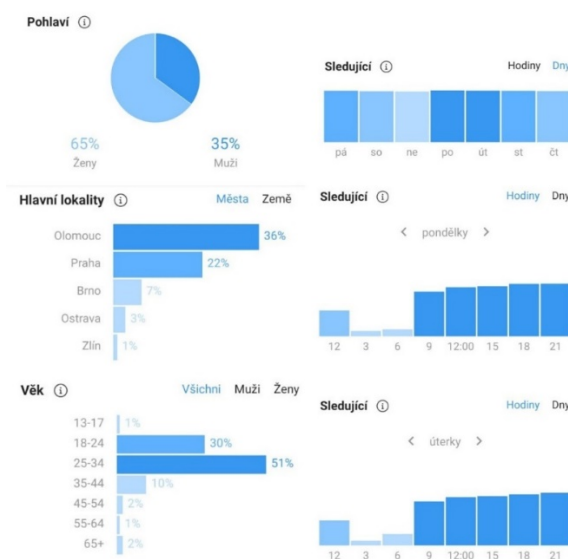 Pohlaví
65% 35%
Ženy Muži
Hlavní lokality Města Země
Olomouc 36%
Praha 22%
Brno 7%
Ostrava 3%
Zlín 1%
Věk Všichni Muži Ženy
13-17 1%
18-24 30%
25-34 51%
35-44 10%
45-54 2%
55-64 1%
65+ 2%
Sledující Hodiny Dny
pá so ne po út st čt
Sledující Hodiny Dny
< pondělky >
12 3 6 9 12:00 15 18 21
Sledující Hodiny Dny
< úterky >
12 3 6 9 12:00 15 18 21